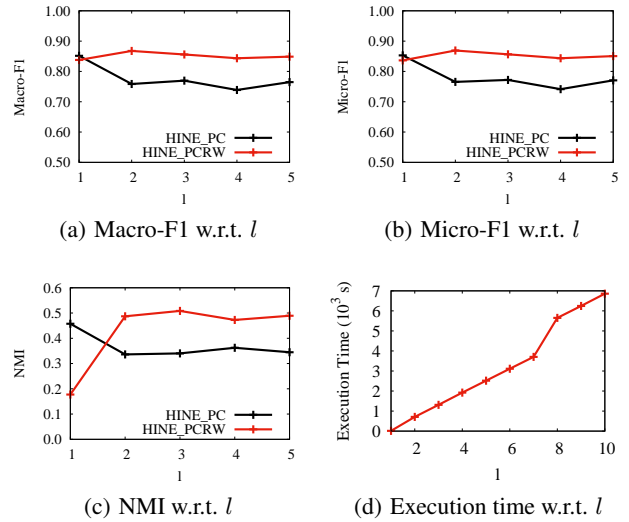 1.00
0.90
0.80
0.70
0.60
0.50
Macro-F1
HINE_PC
HINE_PCRW
1 2 3 4 5
l
(a) Macro-F1 w.r.t. l
1.00
0.90
0.80
0.70
0.60
0.50
Micro-F1
HINE_PC
HINE_PCRW
1 2 3 4 5
l
(b) Micro-F1 w.r.t. l
0.6
0.5
0.4
0.3
0.2
0.1
0.0
NMI
HINE_PC
HINE_PCRW
1 2 3 4 5
l
(c) NMI w.r.t. l
7
6
5
4
3
2
1
0
Execution Time (10³ s)
2 4 6 8 10
l
(d) Execution time w.r.t. l